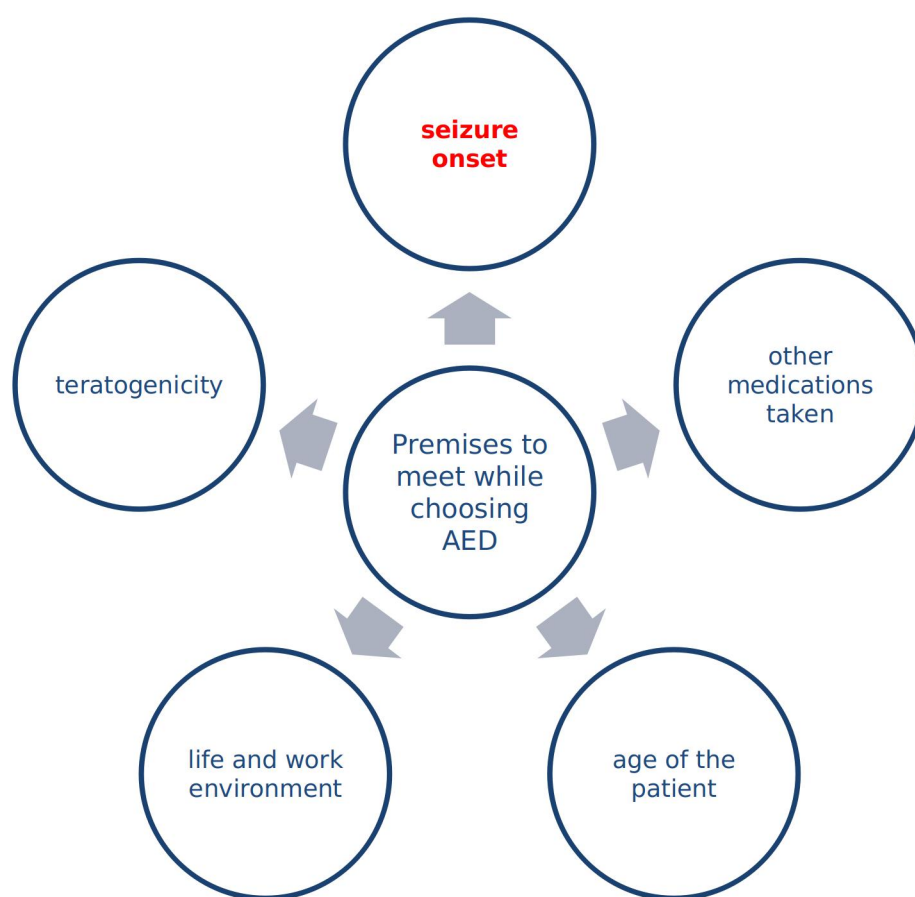 seizure
onset
teratogenicity
other
medications
taken
Premises to
meet while
choosing
AED
life and work
environment
age of the
patient